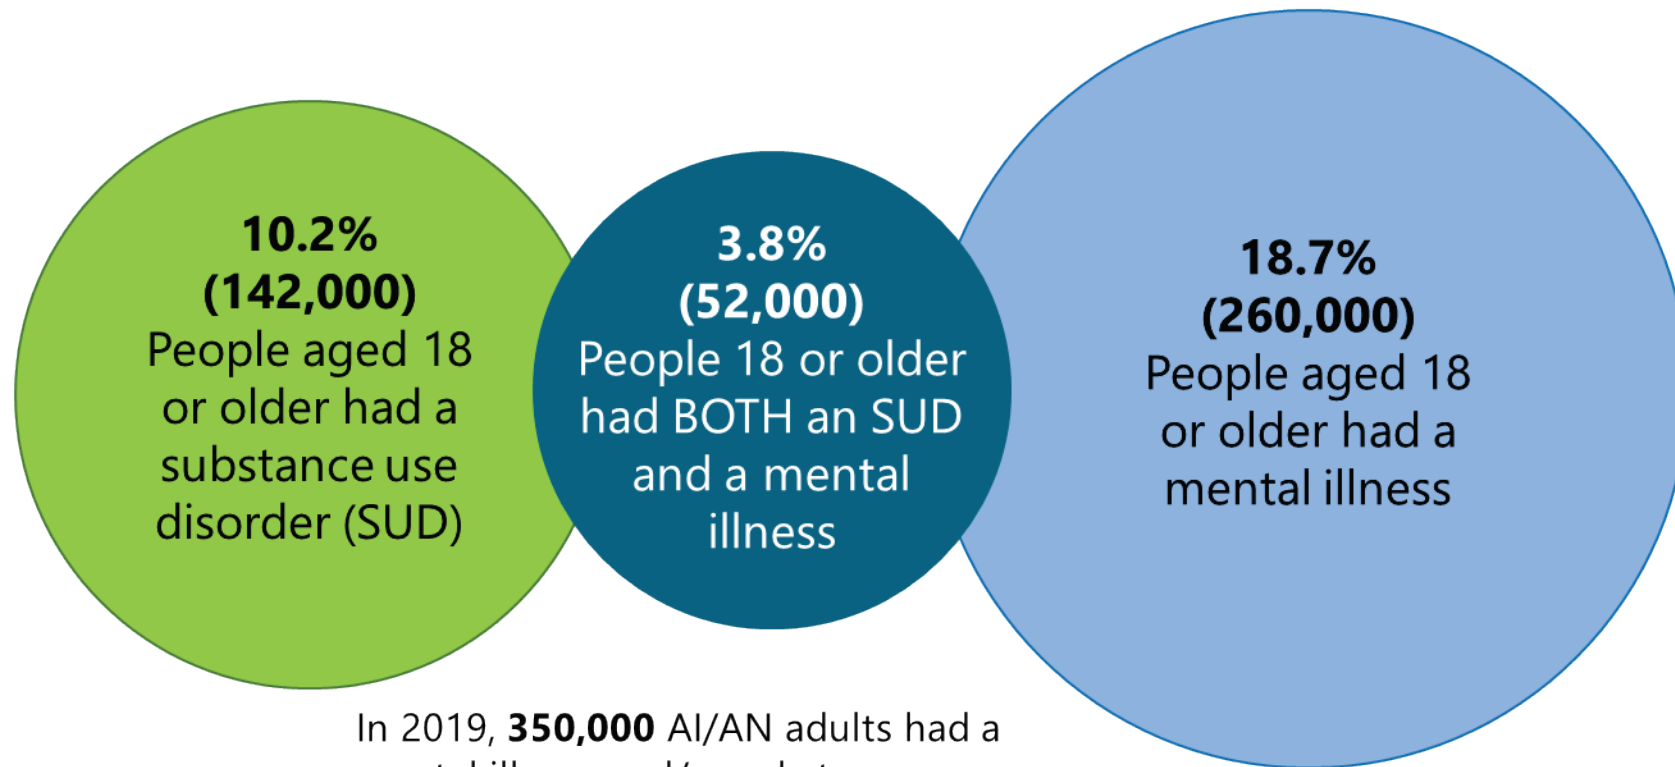 10.2%
(142,000)
People aged 18
or older had a
substance use
disorder (SUD)
3.8%
(52,000)
People 18 or older
had BOTH an SUD
and a mental
illness
18.7%
(260,000)
People aged 18
or older had a
mental illness
In 2019, 350,000 AI/AN adults had a